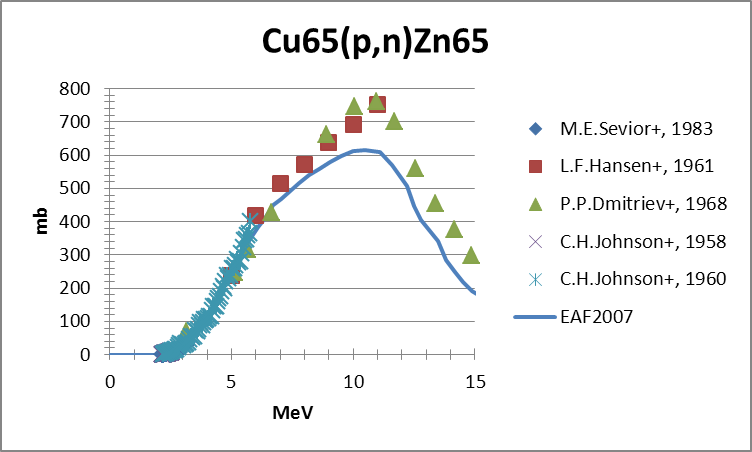 Cu65(p,n)Zn65
800
700
600
500
400
300
200
100
0
mb
0 5 10 15
MeV
M.E.Sevior+, 1983
L.F.Hansen+, 1961
P.P.Dmitriev+, 1968
C.H.Johnson+, 1958
C.H.Johnson+, 1960
EAF2007